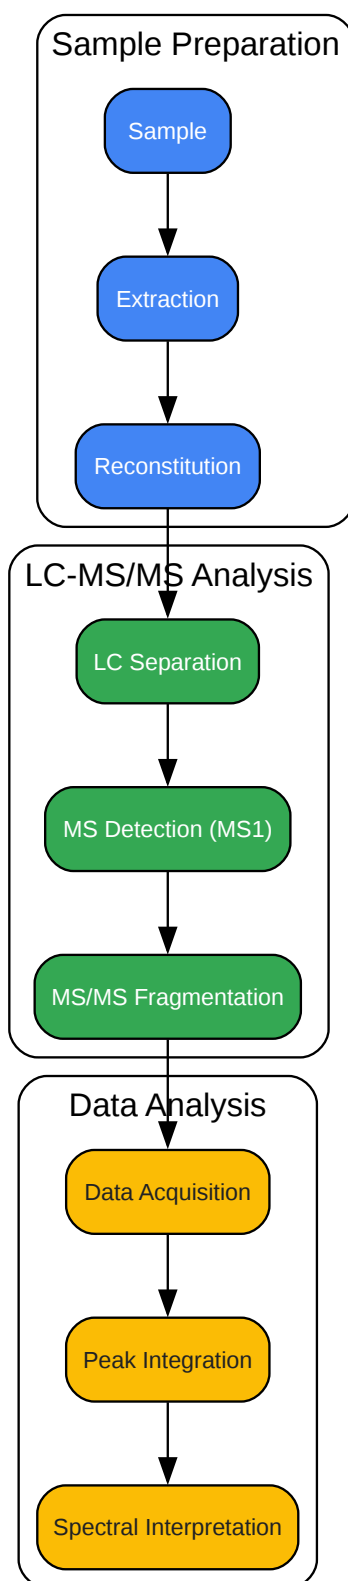 Sample Preparation
Sample
Extraction
Reconstitution
LC-MS/MS Analysis
LC Separation
MS Detection (MS1)
MS/MS Fragmentation
Data Analysis
Data Acquisition
Peak Integration
Spectral Interpretation